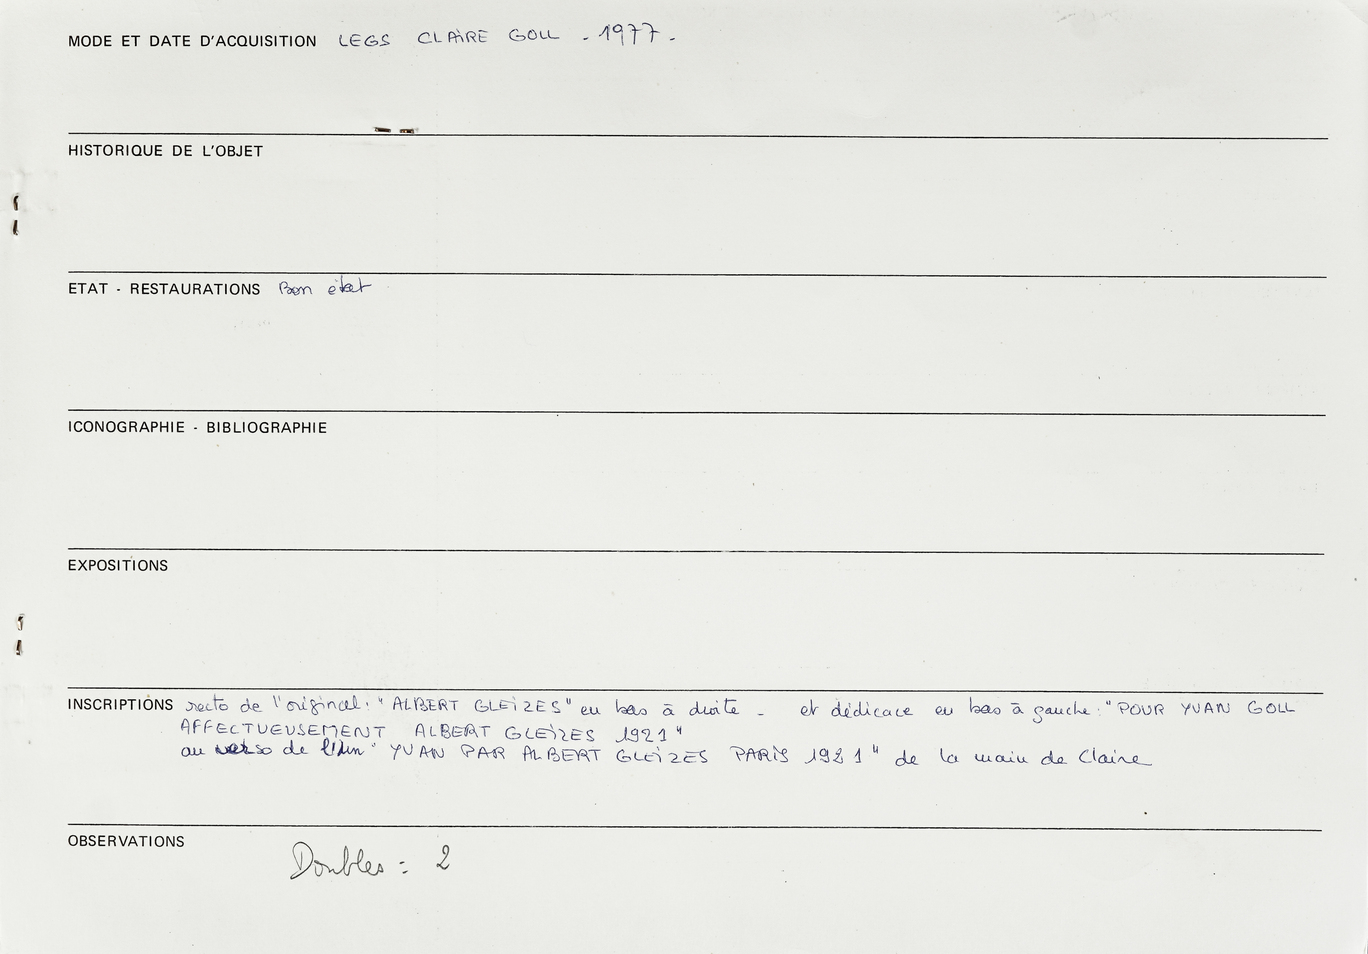 MODE ET DATE D'ACQUISITION LEGS CLAIRE GOLL - 1977 -
HISTORIQUE DE L'OBJET
ETAT - RESTAURATIONS Bon état
ICONOGRAPHIE - BIBLIOGRAPHIE
EXPOSITIONS
INSCRIPTIONS recto de l'original: "ALBERT GLEIZES" en bas à droite - et dédicace en bas à gauche: "POUR YVAN GOLL
AFFECTUEUSEMENT ALBERT GLEIZES 1921"
au verso de l'un "YVAN PAR ALBERT GLEIZES PARIS 1921" de la main de Claire
OBSERVATIONS
Doubles = 2